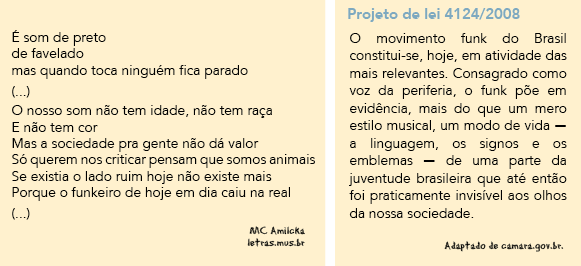 É som de preto
de favelado
mas quando toca ninguém fica parado
(...)
O nosso som não tem idade, não tem raça
E não tem cor
Mas a sociedade pra gente não dá valor
Só querem nos criticar pensam que somos animais
Se existia o lado ruim hoje não existe mais
Porque o funkeiro de hoje em dia caiu na real
(...)
MC Amilcka
letras.mus.br
Projeto de lei 4124/2008
O movimento funk do Brasil
constitui-se, hoje, em atividade das
mais relevantes. Consagrado como
voz da periferia, o funk põe em
evidência, mais do que um mero
estilo musical, um modo de vida —
a linguagem, os signos e os
emblemas — de uma parte da
juventude brasileira que até então
foi praticamente invisível aos olhos
da nossa sociedade.
Adaptado de camara.gov.br.